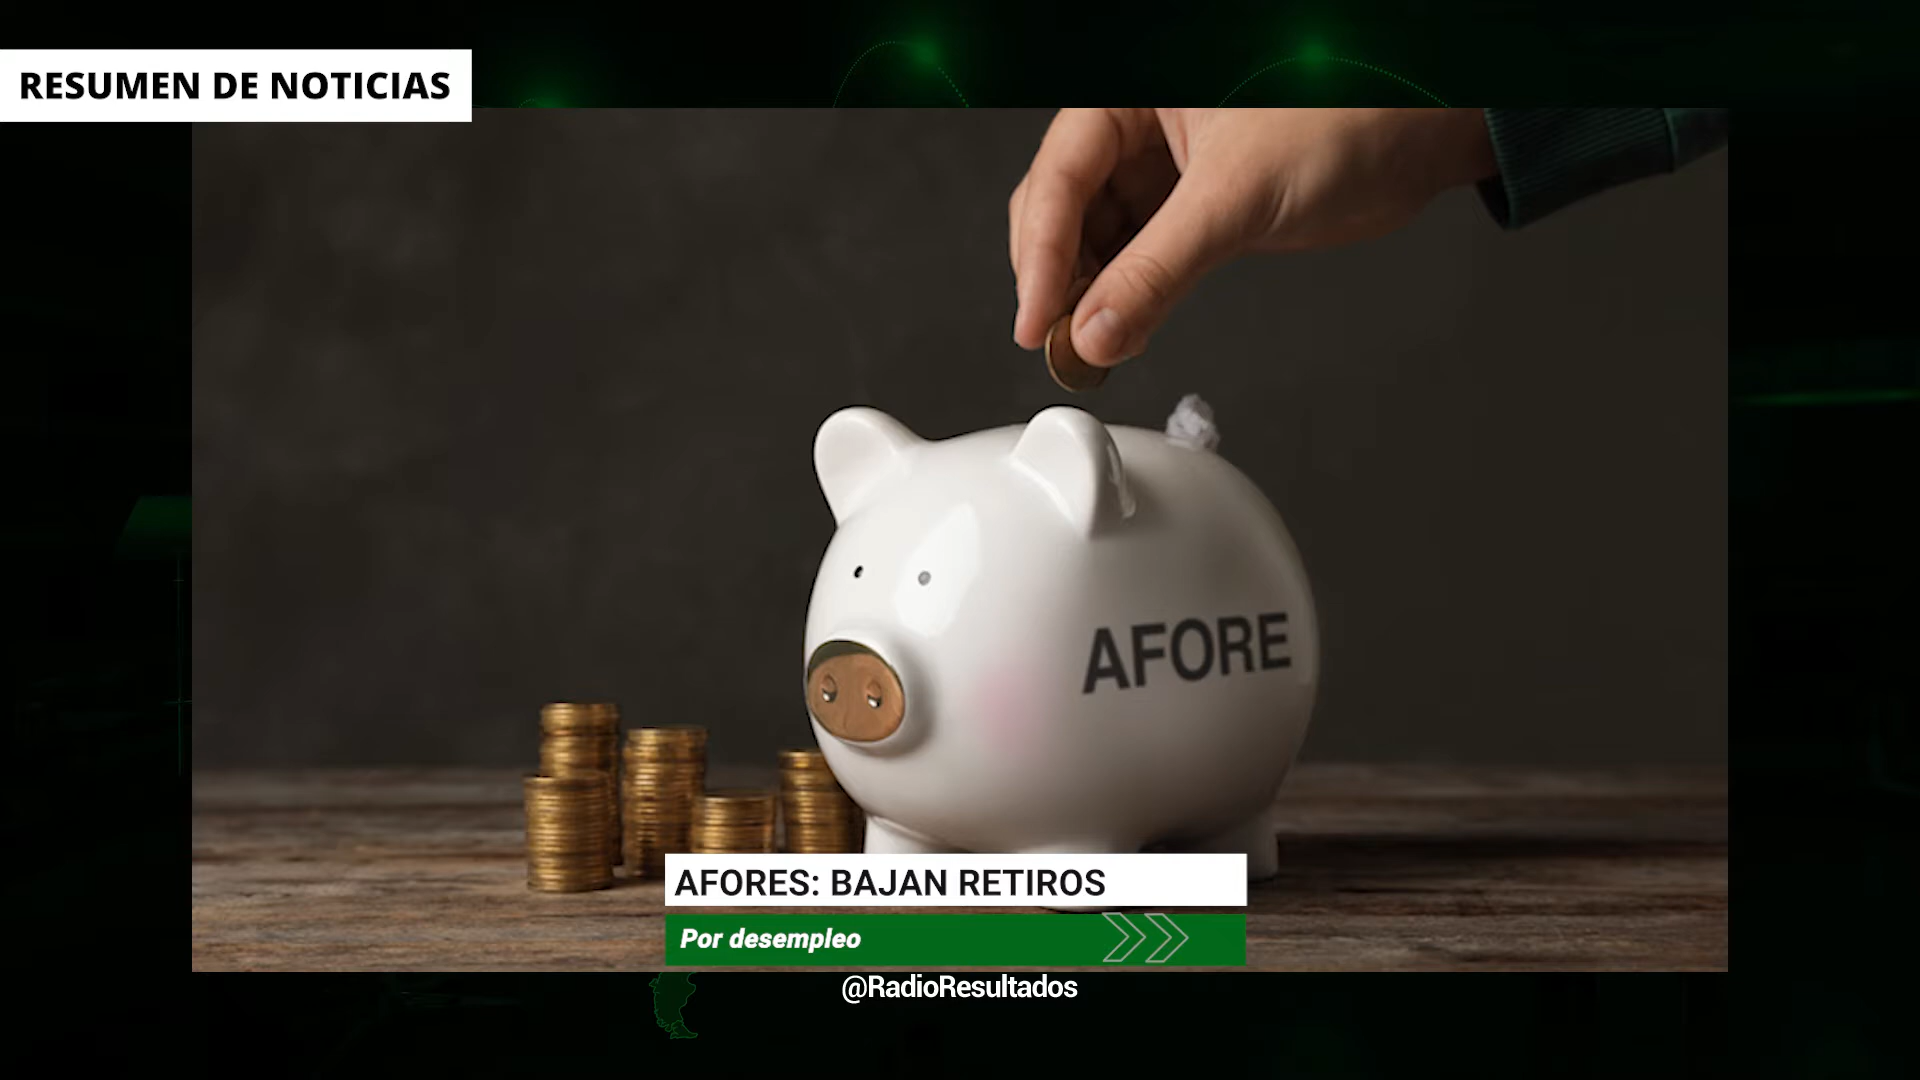 RESUMEN DE NOTICIAS
AFORE
AFORES: BAJAN RETIROS
Por desempleo
@RadioResultados